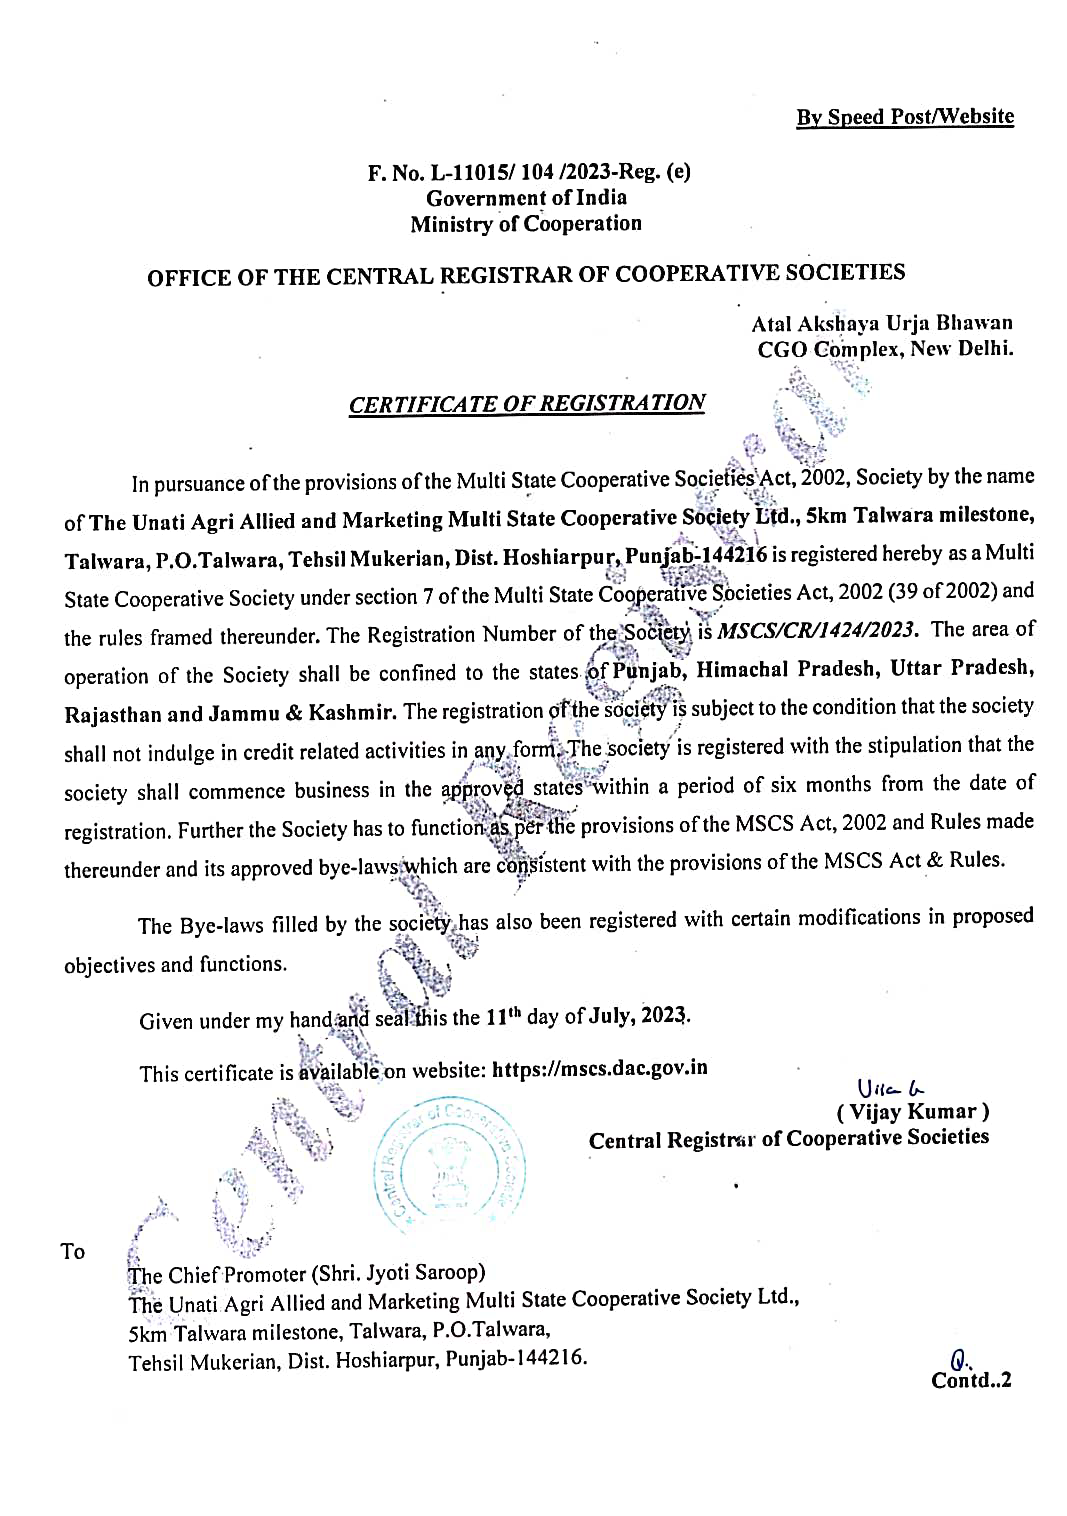 By Speed Post/Website
F. No. L-11015/ 104 /2023-Reg. (e)
Government of India
Ministry of Cooperation
OFFICE OF THE CENTRAL REGISTRAR OF COOPERATIVE SOCIETIES
Atal Akshaya Urja Bhawan
CGO Complex, New Delhi.
CERTIFICATE OF REGISTRATION
In pursuance of the provisions of the Multi State Cooperative Societies Act, 2002, Society by the name
of The Unati Agri Allied and Marketing Multi State Cooperative Society Ltd., 5km Talwara milestone,
Talwara, P.O.Talwara, Tehsil Mukerian, Dist. Hoshiarpur, Punjab-144216 is registered hereby as a Multi
State Cooperative Society under section 7 of the Multi State Cooperative Societies Act, 2002 (39 of 2002) and
the rules framed thereunder. The Registration Number of the Society is MSCS/CR/1424/2023. The area of
operation of the Society shall be confined to the states of Punjab, Himachal Pradesh, Uttar Pradesh,
Rajasthan and Jammu & Kashmir. The registration of the society is subject to the condition that the society
shall not indulge in credit related activities in any form. The society is registered with the stipulation that the
society shall commence business in the approved states within a period of six months from the date of
registration. Further the Society has to function as per the provisions of the MSCS Act, 2002 and Rules made
thereunder and its approved bye-laws which are consistent with the provisions of the MSCS Act & Rules.
The Bye-laws filled by the society has also been registered with certain modifications in proposed
objectives and functions.
Given under my hand and seal this the 11th day of July, 2023.
This certificate is available on website: https://mscs.dac.gov.in
( Vijay Kumar )
Central Registrar of Cooperative Societies
Central Registrar of Cooperative Societies
Central Registrar
To
The Chief Promoter (Shri. Jyoti Saroop)
The Unati Agri Allied and Marketing Multi State Cooperative Society Ltd.,
5km Talwara milestone, Talwara, P.O.Talwara,
Tehsil Mukerian, Dist. Hoshiarpur, Punjab-144216.
Contd..2